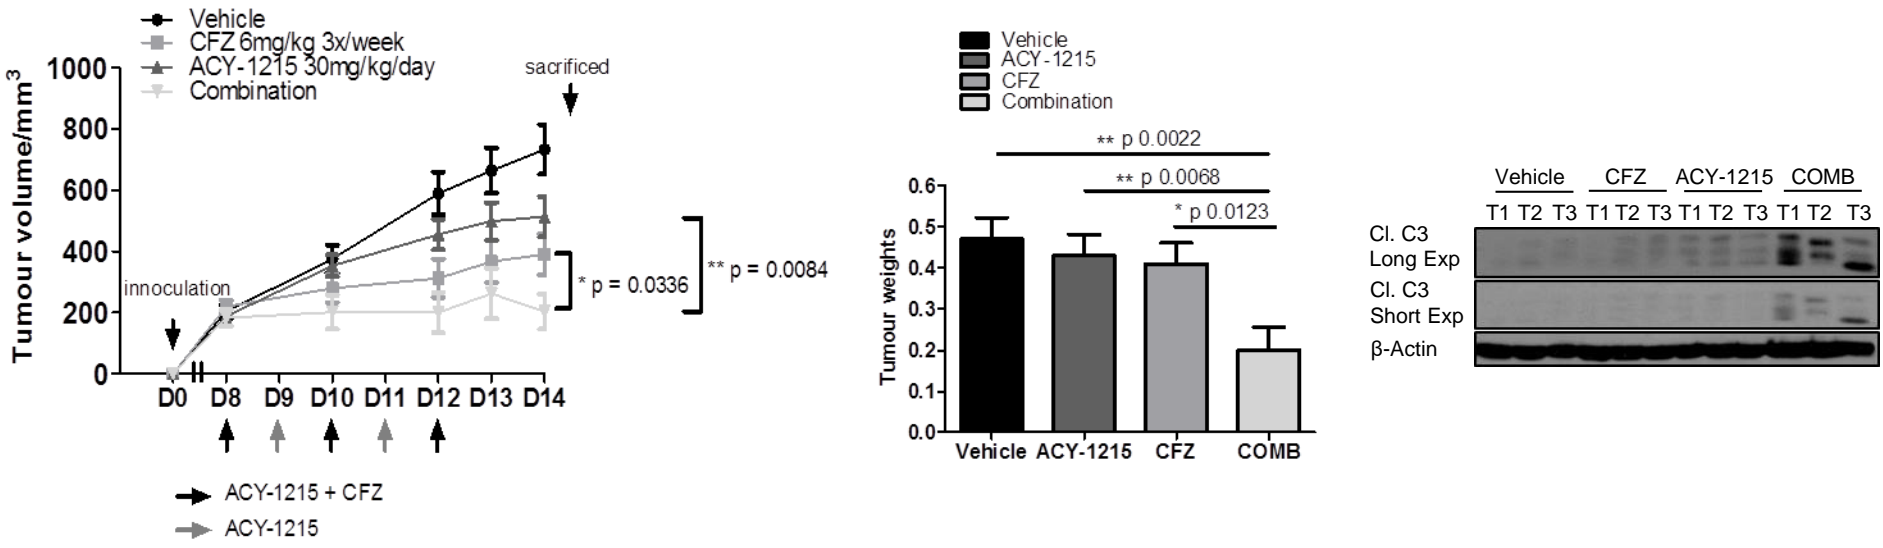 Vehicle
CFZ 6mg/kg 3x/week
ACY-1215 30mg/kg/day
Combination
Tumour volume/mm3
1000
800
600
400
200
0
innoculation
sacrificed
* p = 0.0336
** p = 0.0084
D0 D8 D9 D10 D11 D12 D13 D14
ACY-1215 + CFZ
ACY-1215
Vehicle
ACY-1215
CFZ
Combination
** p 0.0022
** p 0.0068
* p 0.0123
Tumour weights
0.6
0.5
0.4
0.3
0.2
0.1
0.0
Vehicle ACY-1215 CFZ COMB
Vehicle CFZ ACY-1215 COMB
T1 T2 T3 T1 T2 T3 T1 T2 T3 T1 T2 T3
Cl. C3
Long Exp
Cl. C3
Short Exp
β-Actin